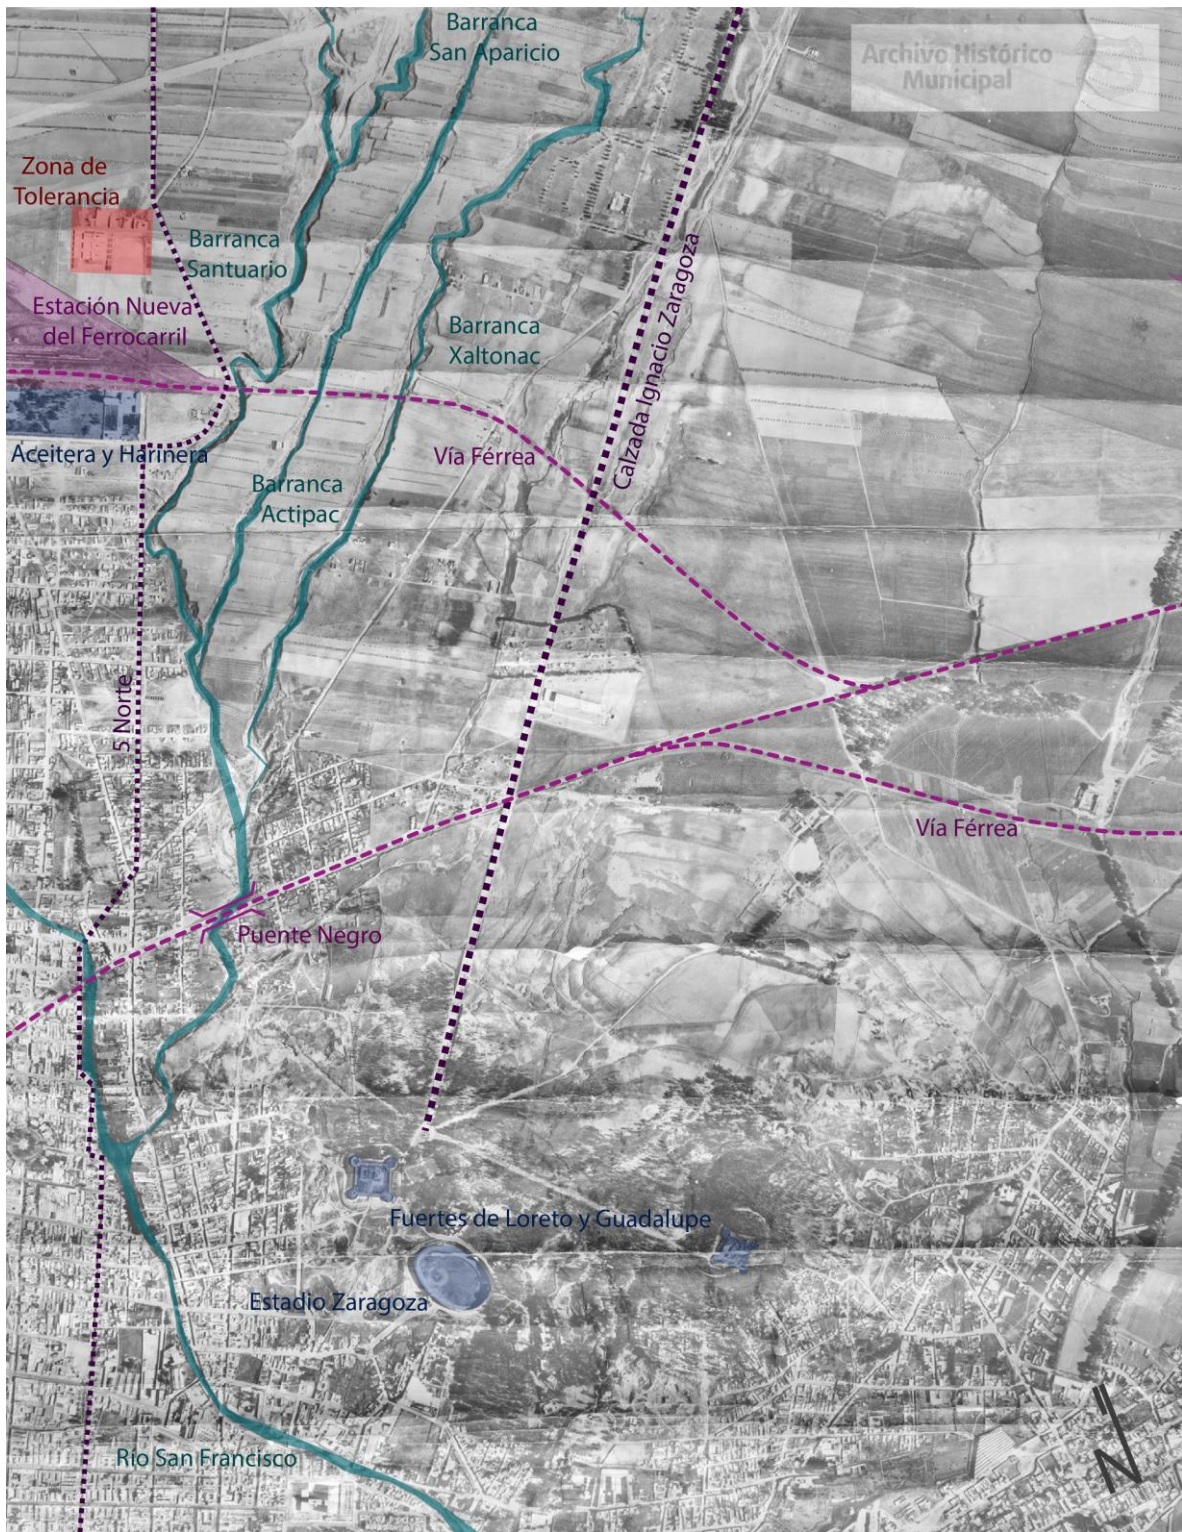 Barranca
San Aparicio
Archivo Histórico
Municipal
Zona de
Tolerancia
Barranca
Santuario
Calzada Ignacio Zaragoza
Estación Nueva
del Ferrocarril
Barranca
Xaltonac
Aceitera y Harinera
Vía Férrea
Barranca
Actipac
5 Norte
Vía Férrea
Puente Negro
Fuertes de Loreto y Guadalupe
Estadio Zaragoza
Río San Francisco
N